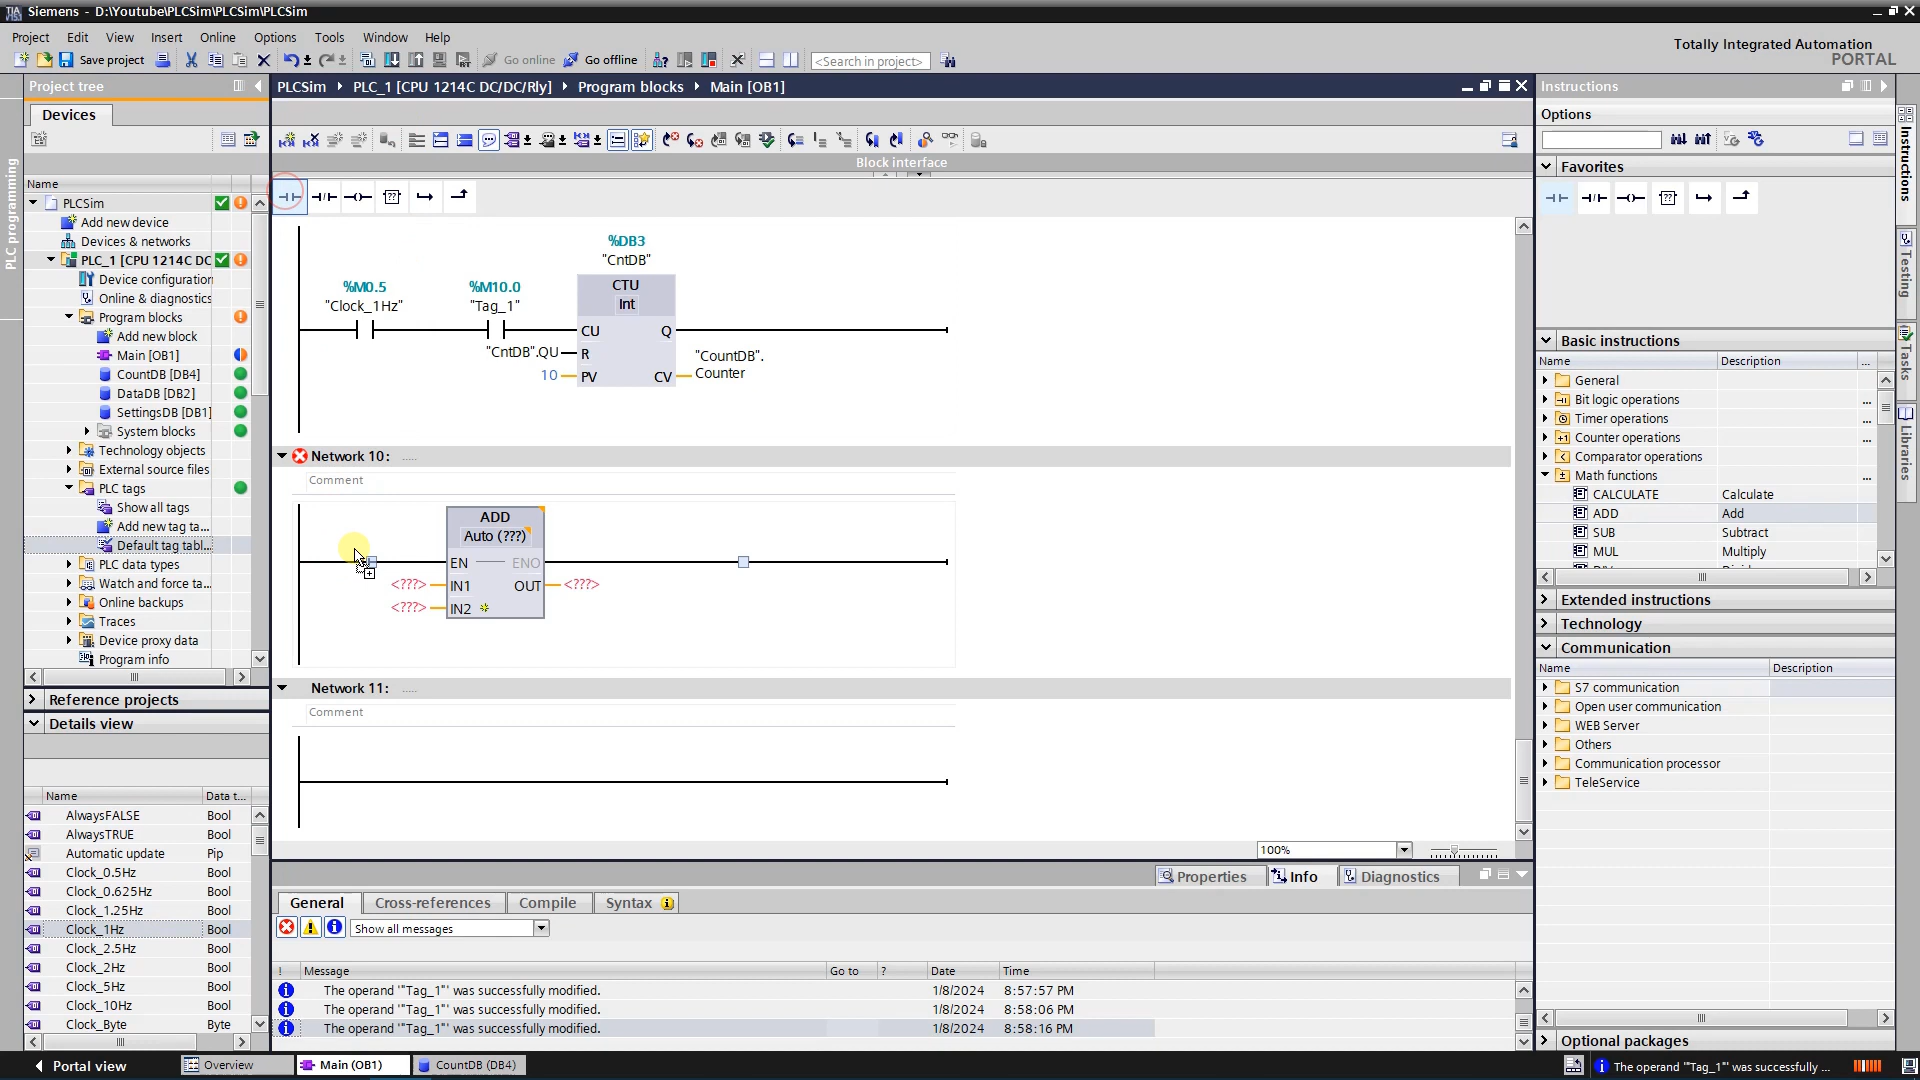 Siemens - D:\Youtube\PLCSim\PLCSim\PLCSim
Project Edit View Insert Online Options Tools Window Help
Totally Integrated Automation
PORTAL
Save project
Go online
Go offline
<Search in project>
Project tree
PLCSim PLC_1 [CPU 1214C DC/DC/Rly] Program blocks Main [OB1]
Instructions
Devices
Options
Block interface
Favorites
PLC programming
Name
PLCSim
Add new device
Devices & networks
PLC_1 [CPU 1214C DC
Device configuration
Online & diagnostics
Program blocks
Add new block
Main [OB1]
CountDB [DB4]
DataDB [DB2]
SettingsDB [DB1]
System blocks
Technology objects
External source files
PLC tags
Show all tags
Add new tag ta...
Default tag tabl...
PLC data types
Watch and force ta...
Online backups
Traces
Device proxy data
Program info
Reference projects
Details view
Name Data t...
AlwaysFALSE Bool
AlwaysTRUE Bool
Automatic update Pip
Clock_0.5Hz Bool
Clock_0.625Hz Bool
Clock_1.25Hz Bool
Clock_1Hz Bool
Clock_2.5Hz Bool
Clock_2Hz Bool
Clock_5Hz Bool
Clock_10Hz Bool
Clock_Byte Byte
%DB3
"CntDB"
%M0.5
"Clock_1Hz"
%M10.0
"Tag_1"
CTU
Int
CU Q
"CntDB".QU R
"CountDB".
Counter
10 PV CV
Network 10: .....
Comment
ADD
Auto (???)
EN ENO
<???> IN1 OUT <???>
<???> IN2
Network 11: .....
Comment
100%
Properties Info Diagnostics
General Cross-references Compile Syntax
Show all messages
! Message Go to ? Date Time
The operand '"Tag_1"' was successfully modified. 1/8/2024 8:57:57 PM
The operand '"Tag_1"' was successfully modified. 1/8/2024 8:58:06 PM
The operand '"Tag_1"' was successfully modified. 1/8/2024 8:58:16 PM
Basic instructions
Name Description ...
General
Bit logic operations ...
Timer operations ...
Counter operations ...
Comparator operations ...
Math functions ...
CALCULATE Calculate
ADD Add
SUB Subtract
MUL Multiply
Extended instructions
Technology
Communication
Name Description
S7 communication
Open user communication
WEB Server
Others
Communication processor
TeleService
Optional packages
Instructions
Testing
Tasks
Libraries
Portal view
Overview
Main (OB1)
CountDB (DB4)
The operand '"Tag_1"' was successfully ...